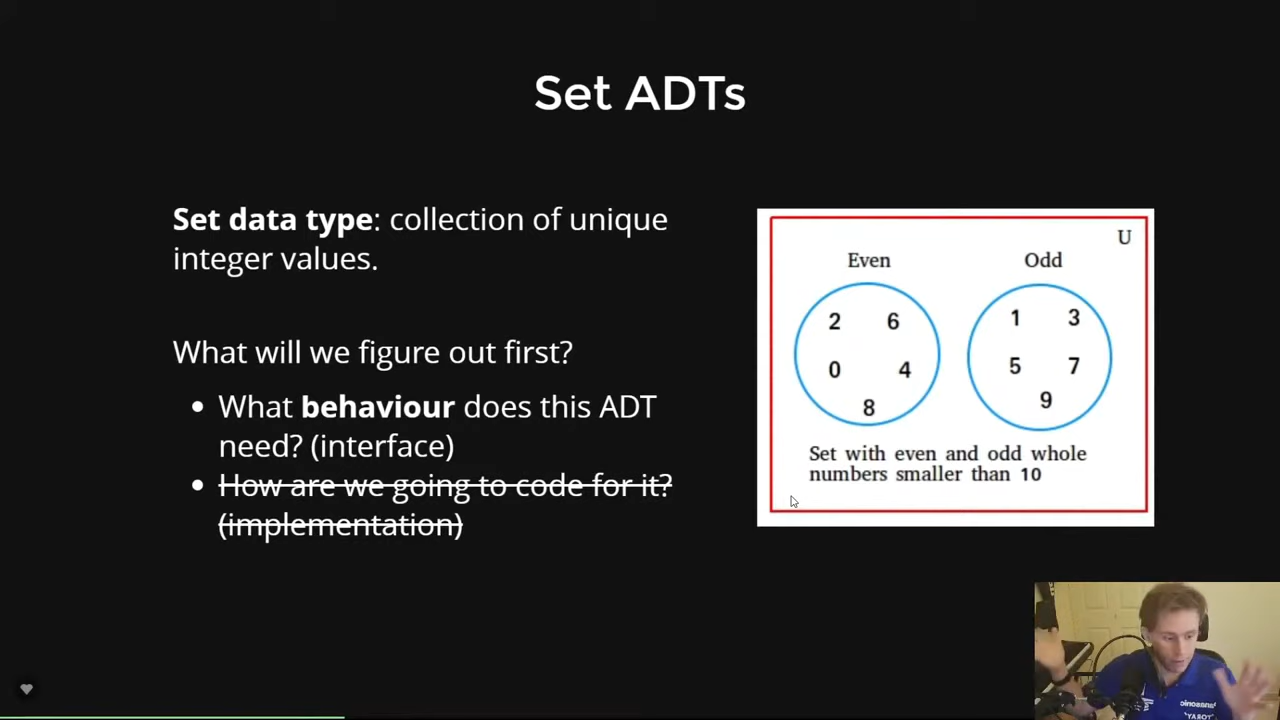 Set ADTs
Set data type: collection of unique
integer values.
What will we figure out first?
What behaviour does this ADT
need? (interface)
How are we going to code for it?
(implementation)
U
Even
Odd
2 6
0 4
8
1 3
5 7
9
Set with even and odd whole
numbers smaller than 10